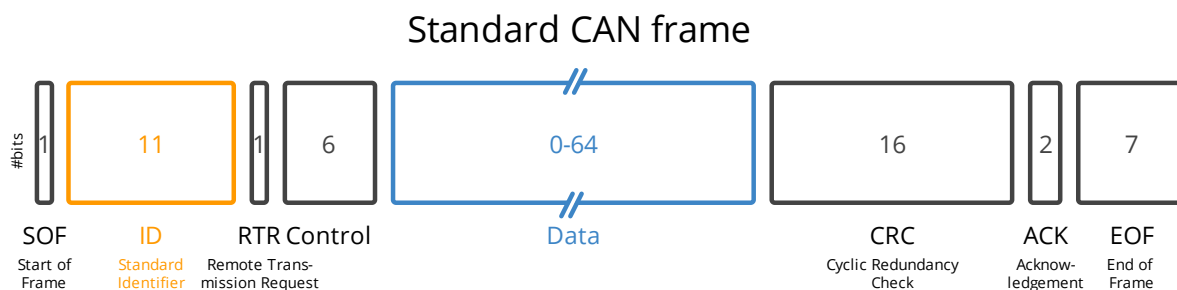 Standard CAN frame
#bits
1
11
1
6
0-64
16
2
7
SOF
ID
RTR
Control
Data
CRC
ACK
EOF
Start of
Frame
Standard
Identifier
Remote Trans-
mission Request
Cyclic Redundancy
Check
Acknow-
ledgement
End of
Frame